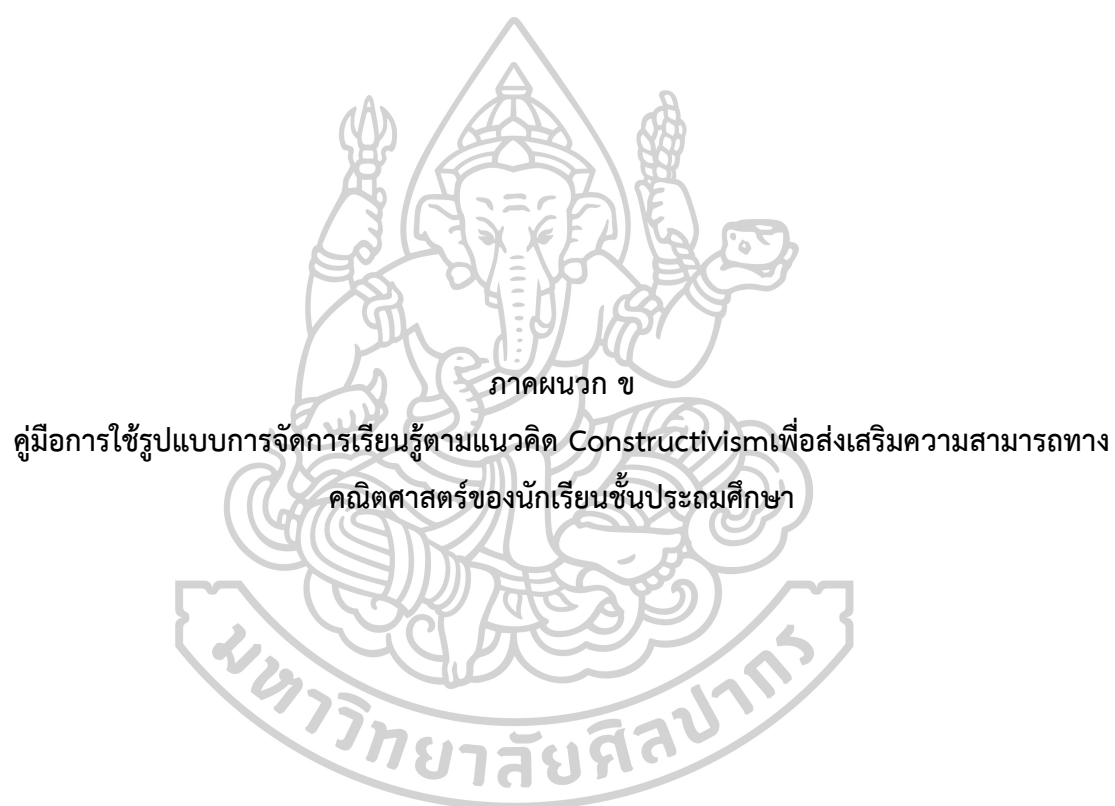 ภาคผนวก ข
คู่มือการใช้รูปแบบการจัดการเรียนรู้ตามแนวคิด Constructivismเพื่อส่งเสริมความสามารถทาง
คณิตศาสตร์ของนักเรียนชั้นประถมศึกษา
มหาวิทยาลัยศิลปากร